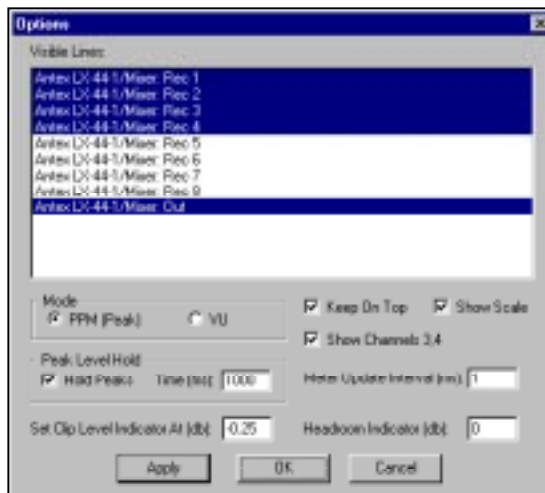 Options
Visible Lines:
Antex LX-44-1/Mixer: Rec 1
Antex LX-44-1/Mixer: Rec 2
Antex LX-44-1/Mixer: Rec 3
Antex LX-44-1/Mixer: Rec 4
Antex LX-44-1/Mixer: Rec 5
Antex LX-44-1/Mixer: Rec 6
Antex LX-44-1/Mixer: Rec 7
Antex LX-44-1/Mixer: Rec 8
Antex LX-44-1/Mixer: Out
Mode
PPM (Peak) VU
Keep On Top Show Scale
Show Channels 3,4
Peak Level Hold
Hold Peaks Time (ms): 1000
Meter Update Interval (ms): 1
Set Clip Level Indicator At (db): -0.25
Headroom Indicator (db): 0
Apply OK Cancel